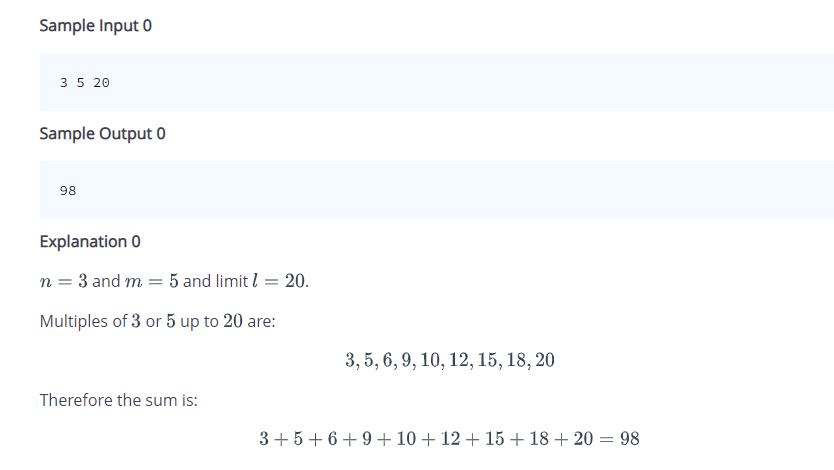 Sample Input 0
3 5 20
Sample Output 0
98
Explanation 0
n = 3 and m = 5 and limit l = 20.
Multiples of 3 or 5 up to 20 are:
3, 5, 6, 9, 10, 12, 15, 18, 20
Therefore the sum is:
3 + 5 + 6 + 9 + 10 + 12 + 15 + 18 + 20 = 98